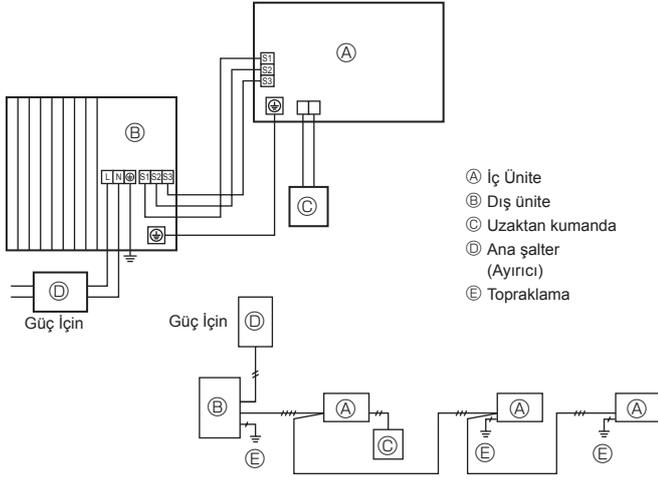 Ⓐ
S1
S2
S3
Ⓑ
L N S1 S2 S3
Ⓒ
Ⓓ
Güç İçin
Ⓐ İç Ünite
Ⓑ Dış ünite
Ⓒ Uzaktan kumanda
Ⓓ Ana şalter
(Ayırıcı)
Ⓔ Topraklama
Güç İçin Ⓓ
Ⓑ Ⓐ Ⓐ Ⓐ
Ⓒ
Ⓔ Ⓔ Ⓔ